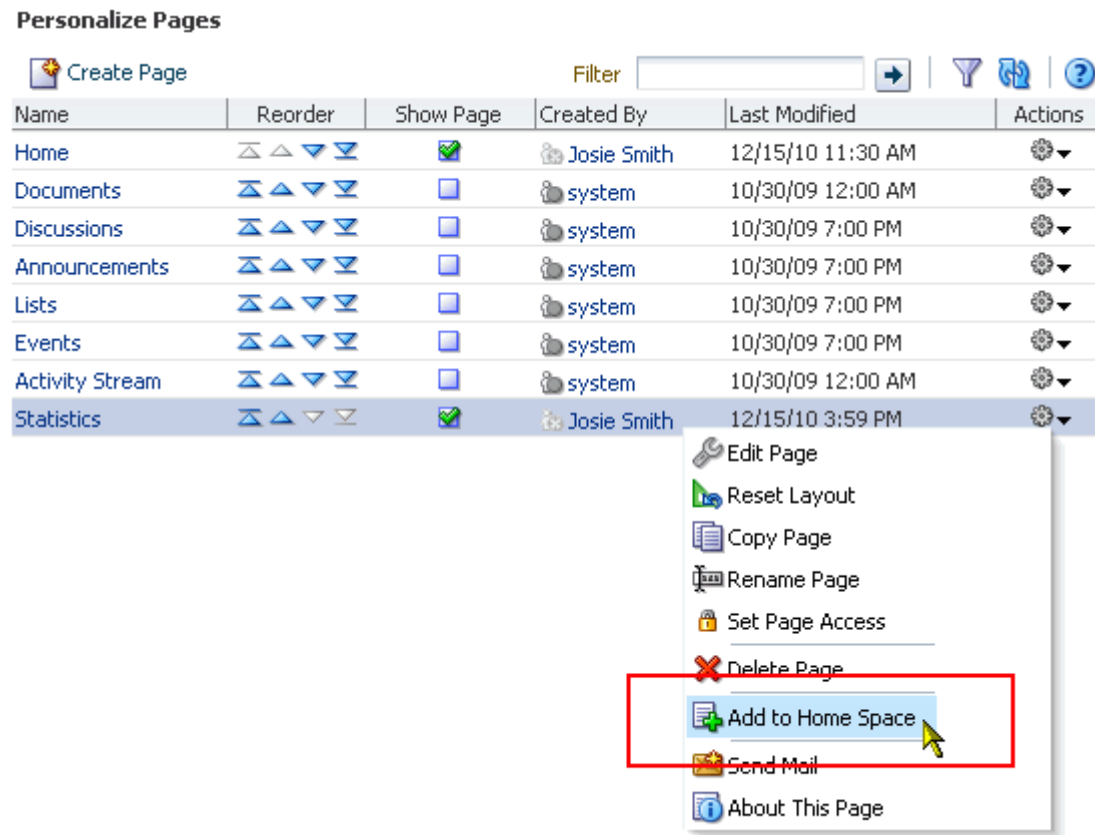 Personalize Pages
Create Page Filter
Name Reorder Show Page Created By Last Modified Actions
Home Josie Smith 12/15/10 11:30 AM
Documents system 10/30/09 12:00 AM
Discussions system 10/30/09 7:00 PM
Announcements system 10/30/09 7:00 PM
Lists system 10/30/09 7:00 PM
Events system 10/30/09 7:00 PM
Activity Stream system 10/30/09 12:00 AM
Statistics Josie Smith 12/15/10 3:59 PM
Edit Page
Reset Layout
Copy Page
Rename Page
Set Page Access
Delete Page
Add to Home Space
Send Mail
About This Page